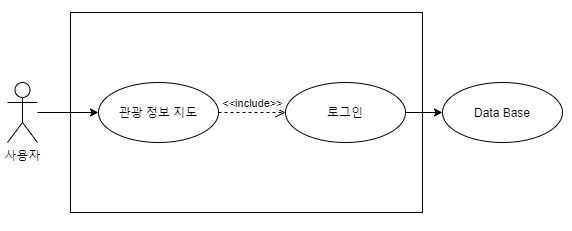 <<include>>
관광 정보 지도
로그인
Data Base
사용자